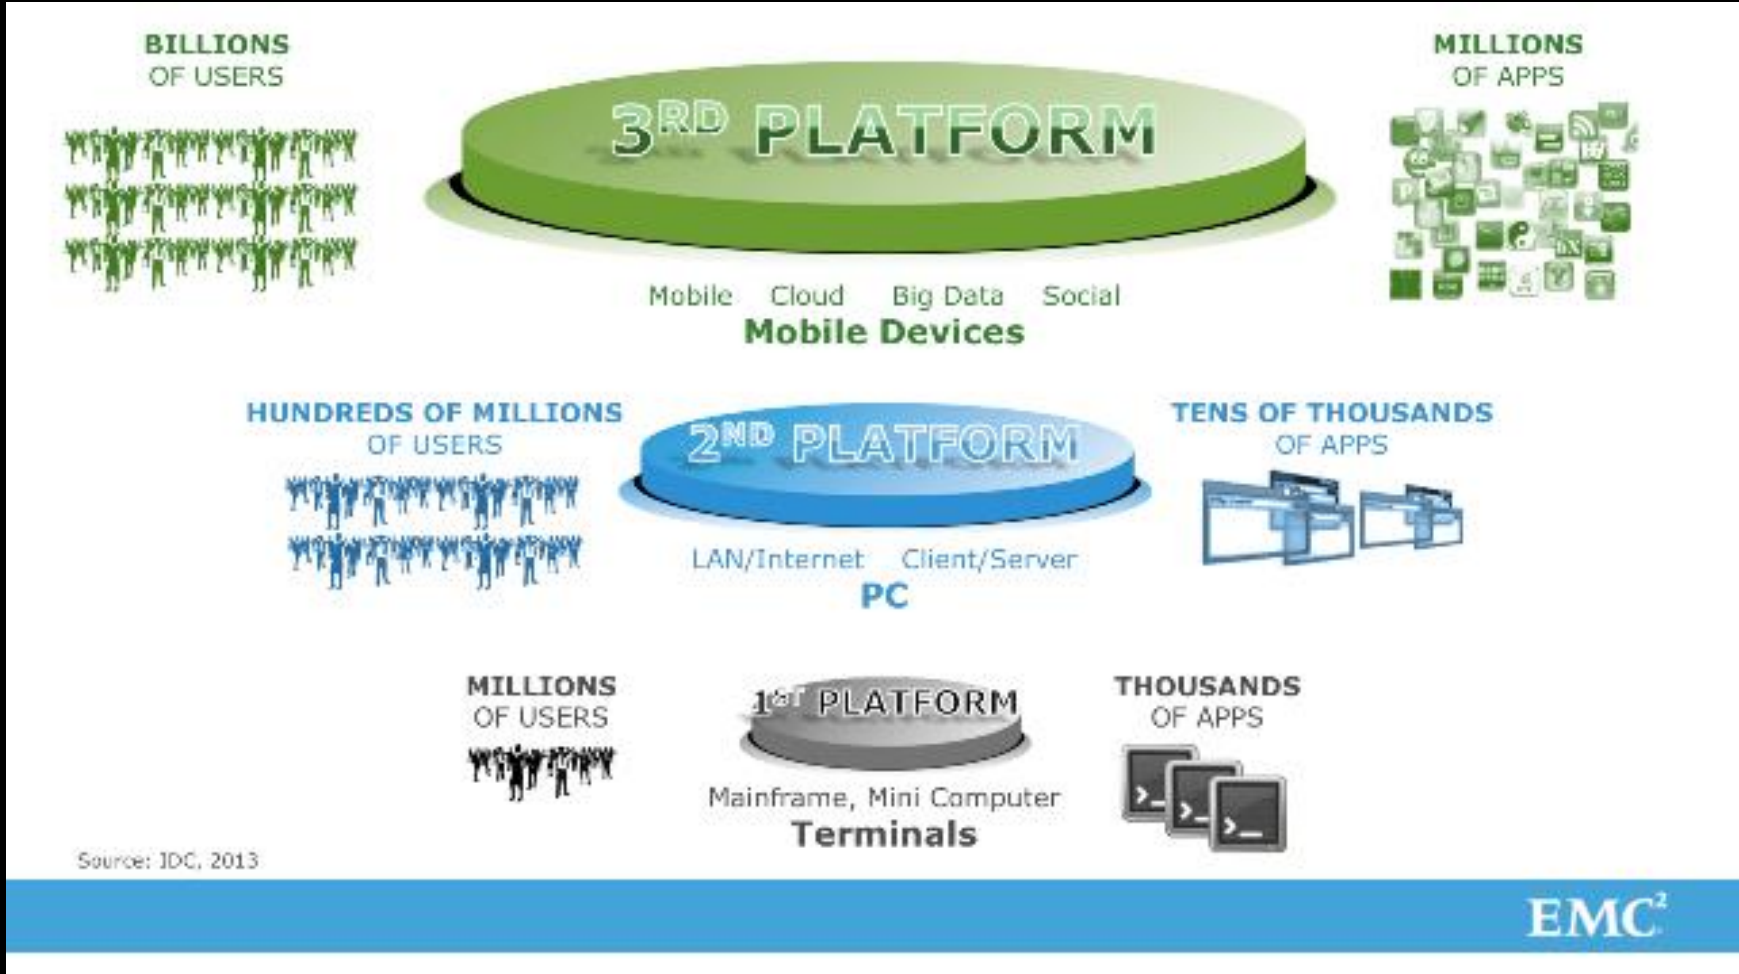 BILLIONS
OF USERS
3RD PLATFORM
MILLIONS
OF APPS
Mobile Cloud Big Data Social
Mobile Devices
HUNDREDS OF MILLIONS
OF USERS
2ND PLATFORM
TENS OF THOUSANDS
OF APPS
LAN/Internet Client/Server
PC
MILLIONS
OF USERS
1ST PLATFORM
THOUSANDS
OF APPS
Mainframe, Mini Computer
Terminals
Source: IDC, 2013
EMC²